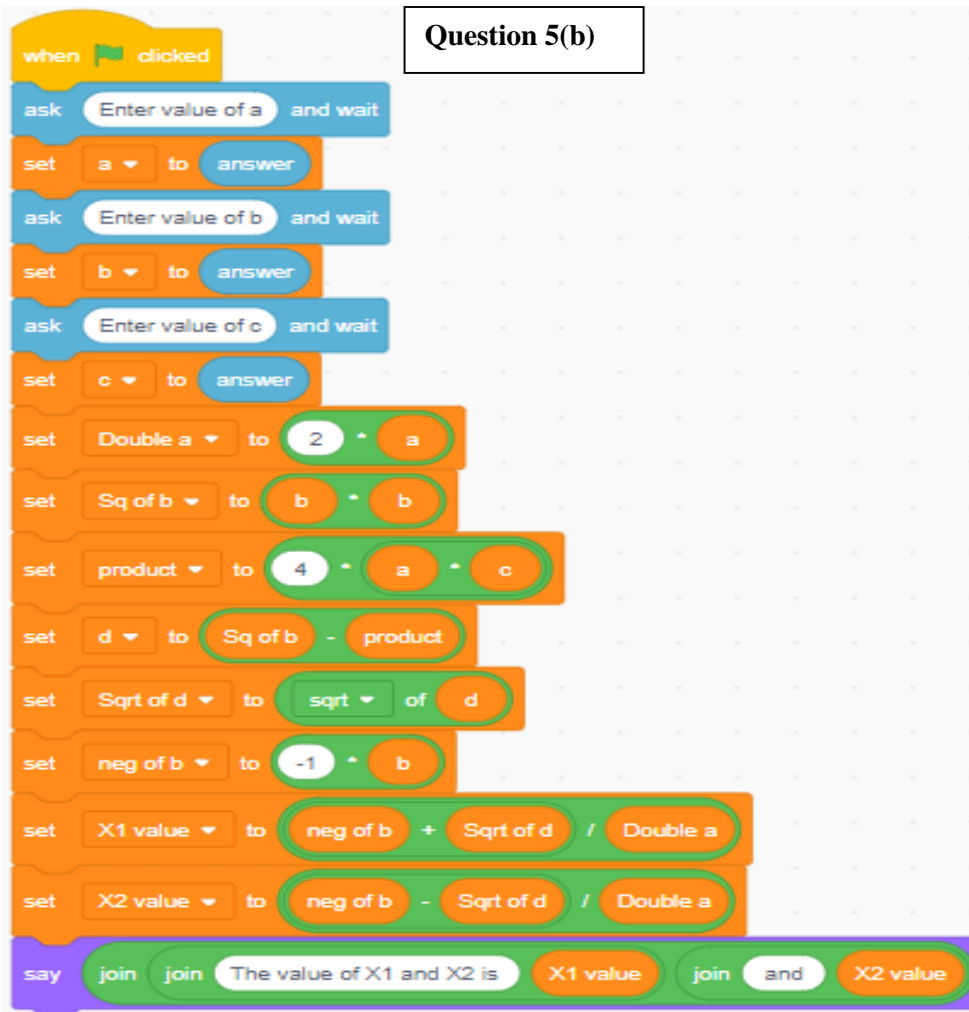 Question 5(b)
when clicked
ask Enter value of a and wait
set a to answer
ask Enter value of b and wait
set b to answer
ask Enter value of c and wait
set c to answer
set Double a to 2 * a
set Sq of b to b * b
set product to 4 * a * c
set d to Sq of b - product
set Sqrt of d to sqrt of d
set neg of b to -1 * b
set X1 value to neg of b + Sqrt of d / Double a
set X2 value to neg of b - Sqrt of d / Double a
say join join The value of X1 and X2 is X1 value join and X2 value